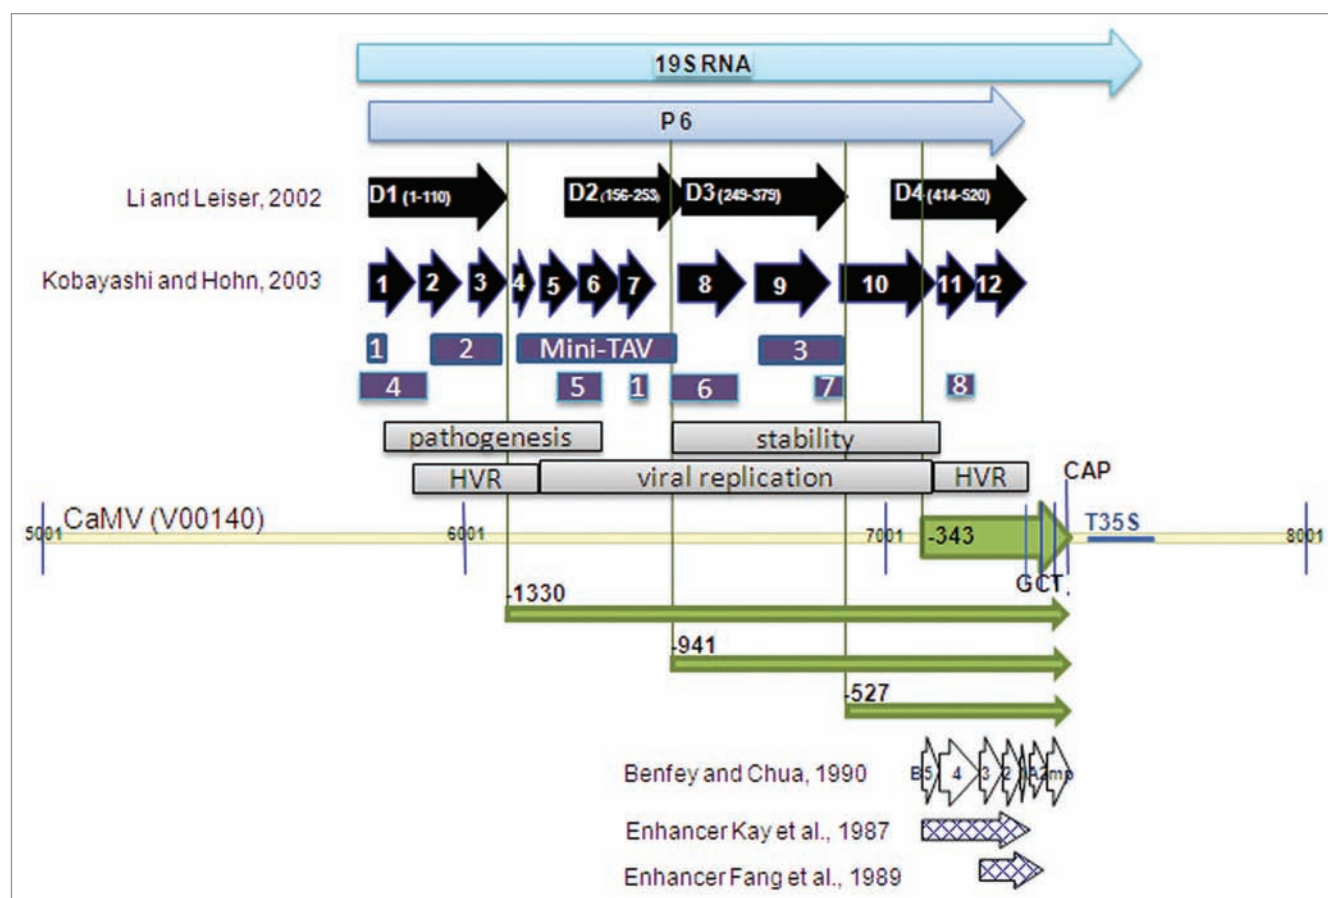 19S RNA
P 6
Li and Leiser, 2002 D1 (1-110) D2 (156-253) D3 (249-379) D4 (414-520)
Kobayashi and Hohn, 2003 1 2 3 4 5 6 7 8 9 10 11 12
1 2 Mini-TAV 3
4 5 1 6 7 8
pathogenesis stability
HVR viral replication HVR CAP
CaMV (V00140) T35S
5001 6001 7001 -343 8001
GCT
-1330
-941
-527
Benfey and Chua, 1990 B5 4 3 2 1A2mp
Enhancer Kay et al., 1987
Enhancer Fang et al., 1989